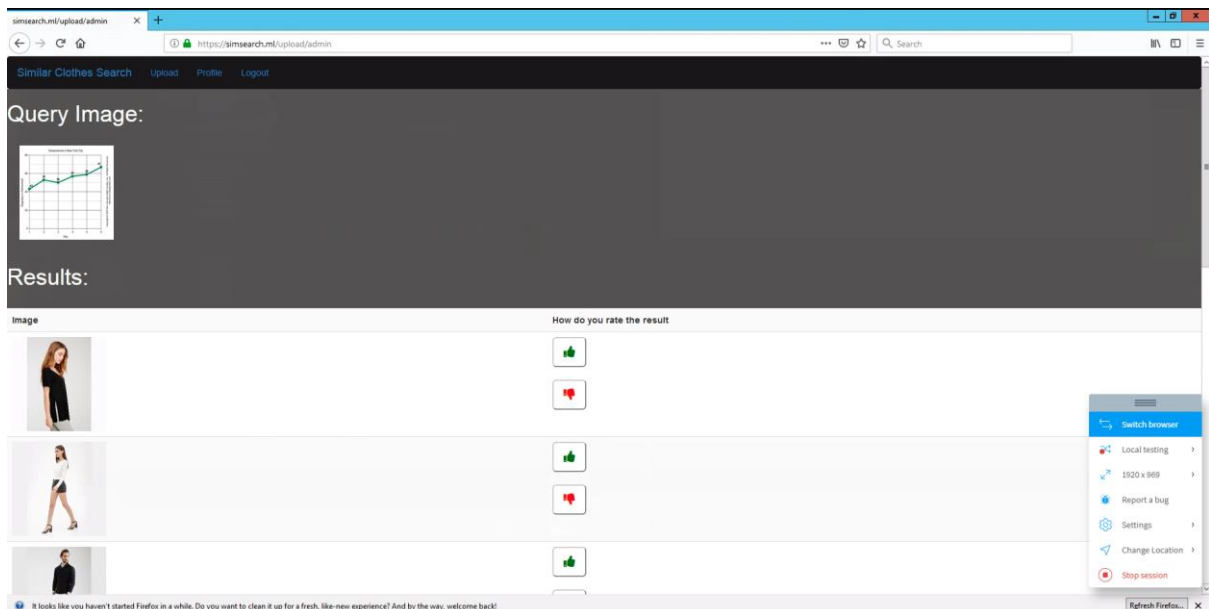 simsearch.ml/upload/admin
https://simsearch.ml/upload/admin
Search
Similar Clothes Search Upload Profile Logout
Query Image:
Results:
Image How do you rate the result
Switch browser
Local testing
1920 x 969
Report a bug
Settings
Change Location
Stop session
It looks like you haven't started Firefox in a while. Do you want to clean it up for a fresh, like-new experience? And by the way, welcome back! Refresh Firefox...